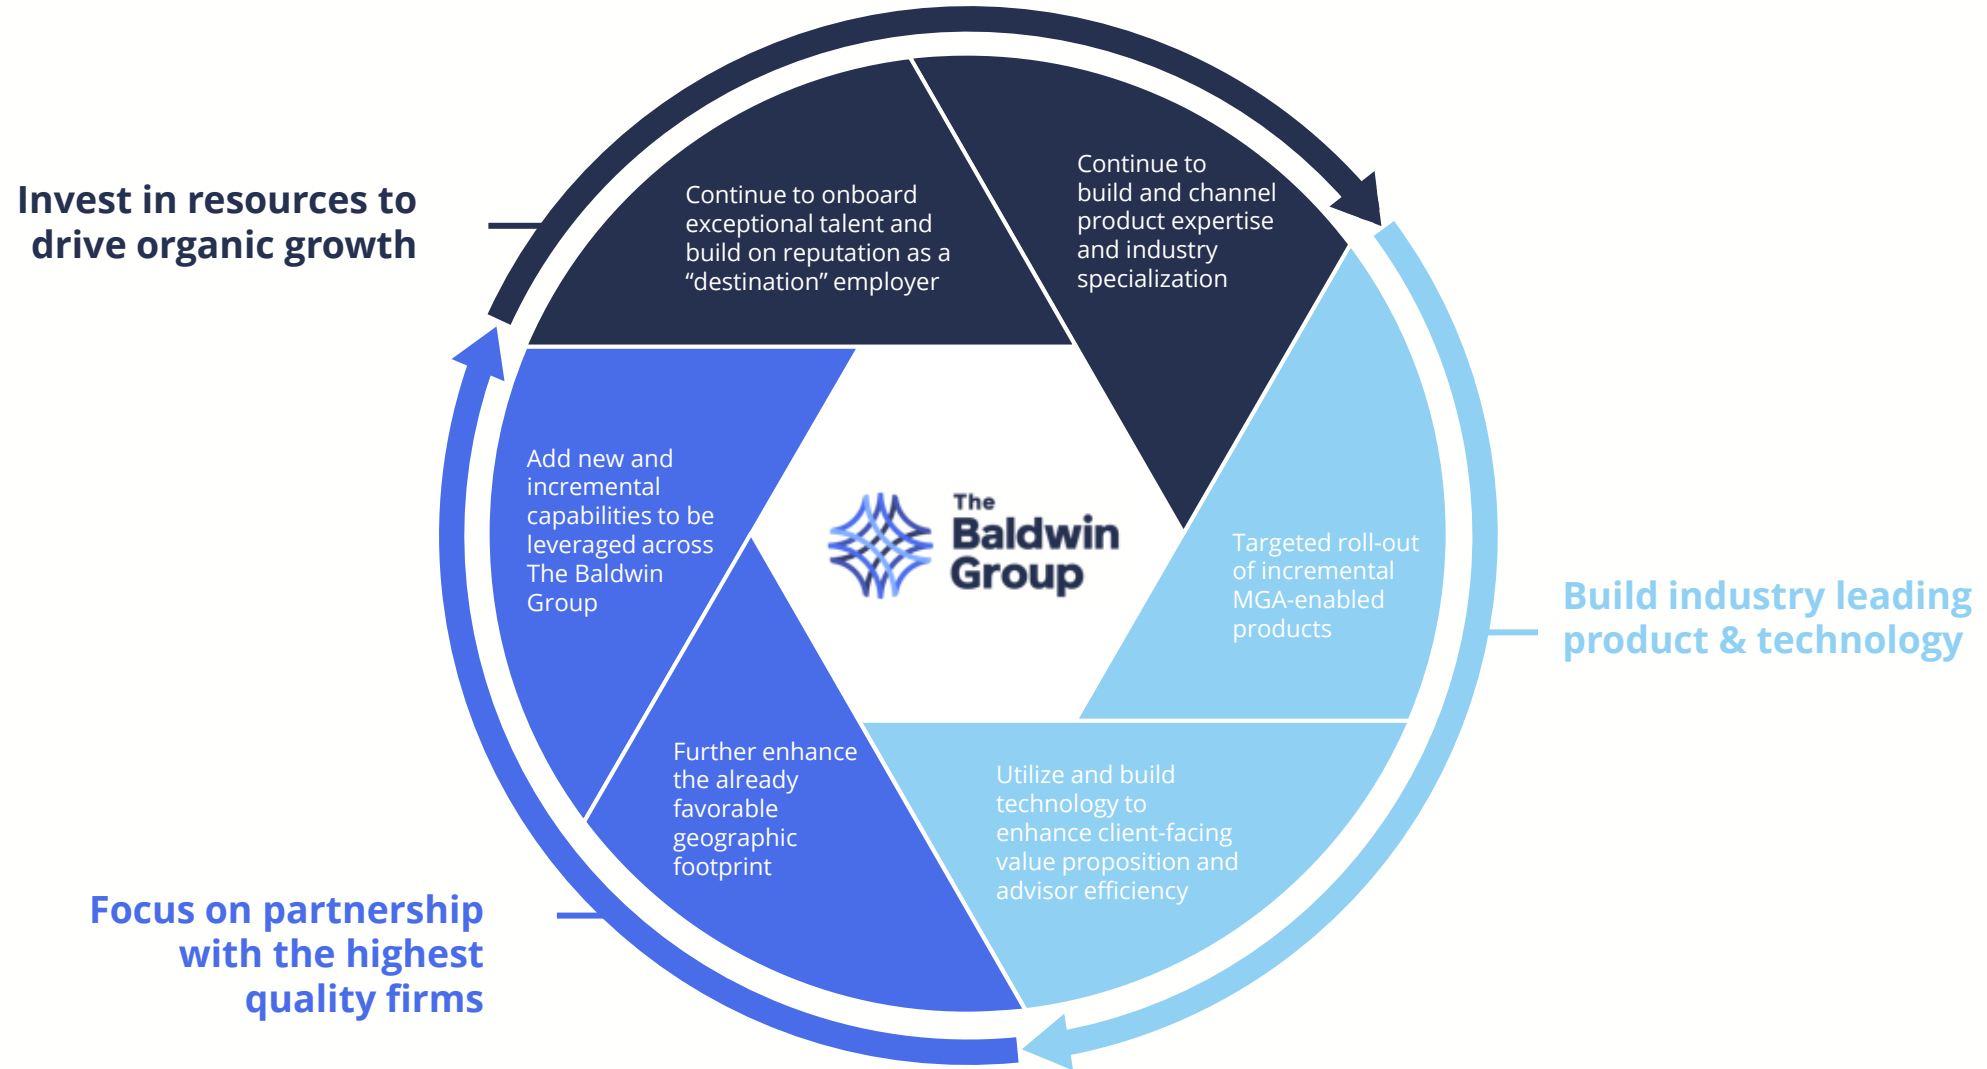 Invest in resources to
drive organic growth
Continue to onboard
exceptional talent and
build on reputation as a
“destination” employer
Continue to
build and channel
product expertise
and industry
specialization
Add new and
incremental
capabilities to be
leveraged across
The Baldwin
Group
The
Baldwin
Group
Targeted roll-out
of incremental
MGA-enabled
products
Build industry leading
product & technology
Further enhance
the already
favorable
geographic
footprint
Utilize and build
technology to
enhance client-facing
value proposition and
advisor efficiency
Focus on partnership
with the highest
quality firms